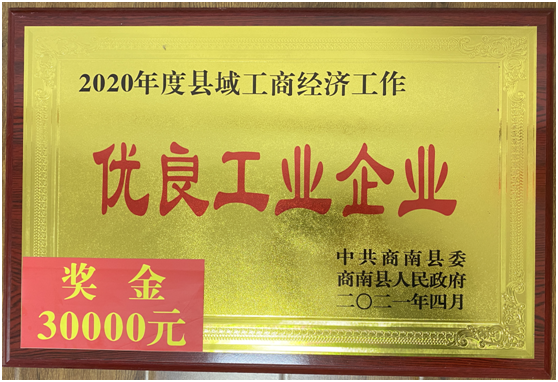 2020年度县域工商经济工作
优良工业企业
中共商南县委
商南县人民政府
二〇二一年四月
奖金
30000元